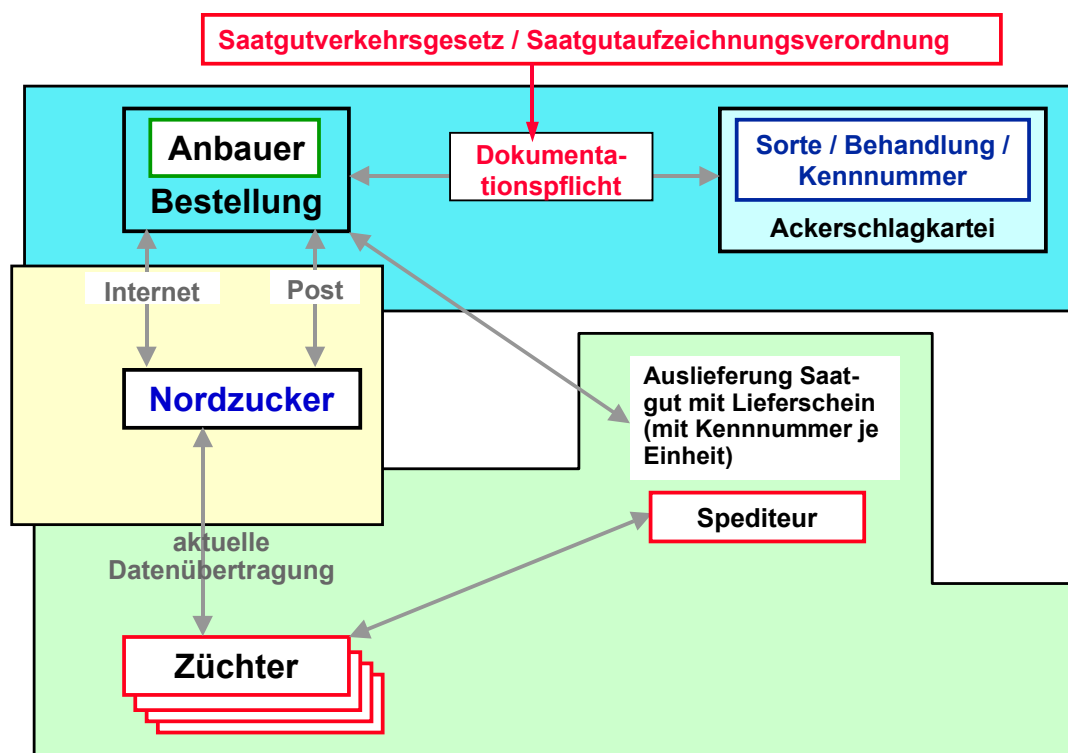 Saatgutverkehrsgesetz / Saatgutaufzeichnungsverordnung
Anbauer
Bestellung
Dokumenta-
tionspflicht
Sorte / Behandlung /
Kennnummer
Ackerschlagkartei
Internet
Post
Nordzucker
Auslieferung Saat-
gut mit Lieferschein
(mit Kennnummer je
Einheit)
Spediteur
aktuelle
Datenübertragung
Züchter